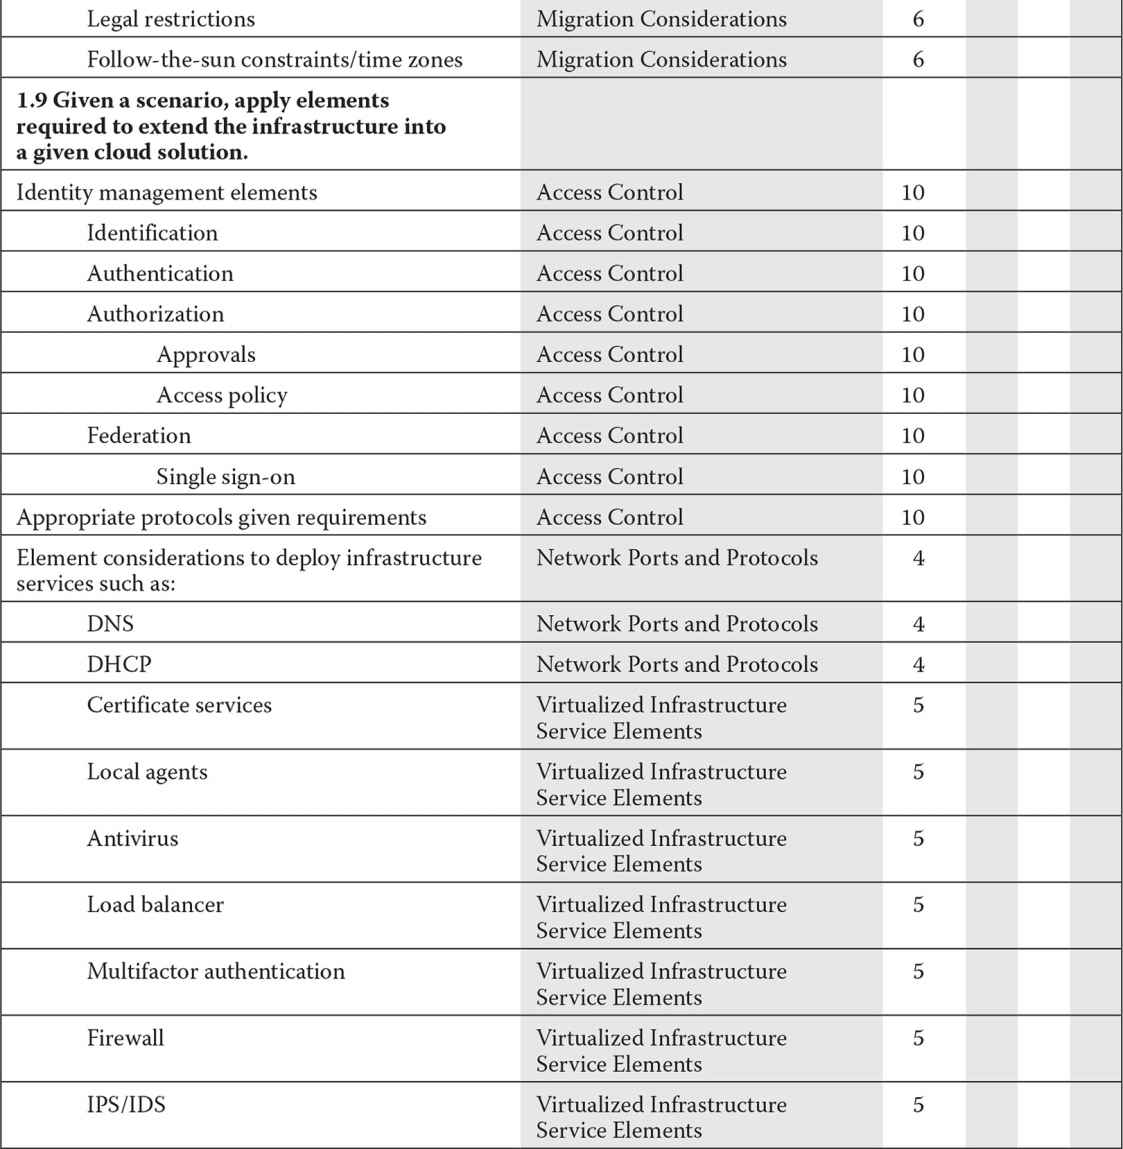 Legal restrictions Migration Considerations 6
Follow-the-sun constraints/time zones Migration Considerations 6
1.9 Given a scenario, apply elements
required to extend the infrastructure into
a given cloud solution.
Identity management elements Access Control 10
Identification Access Control 10
Authentication Access Control 10
Authorization Access Control 10
Approvals Access Control 10
Access policy Access Control 10
Federation Access Control 10
Single sign-on Access Control 10
Appropriate protocols given requirements Access Control 10
Element considerations to deploy infrastructure Network Ports and Protocols 4
services such as:
DNS Network Ports and Protocols 4
DHCP Network Ports and Protocols 4
Certificate services Virtualized Infrastructure 5
Service Elements
Local agents Virtualized Infrastructure 5
Service Elements
Antivirus Virtualized Infrastructure 5
Service Elements
Load balancer Virtualized Infrastructure 5
Service Elements
Multifactor authentication Virtualized Infrastructure 5
Service Elements
Firewall Virtualized Infrastructure 5
Service Elements
IPS/IDS Virtualized Infrastructure 5
Service Elements